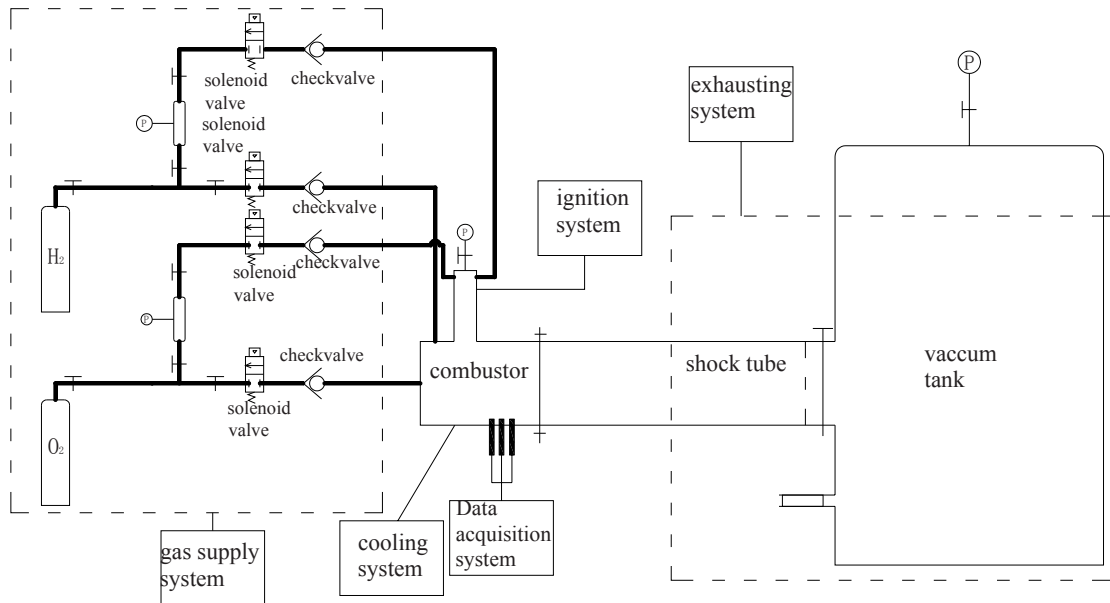 solenoid
valve
checkvalve
solenoid
valve
P
checkvalve
H₂
P
solenoid
valve
checkvalve
P
checkvalve
solenoid
valve
O₂
ignition
system
exhausting
system
P
combustor
shock tube
vaccum
tank
gas supply
system
cooling
system
Data
acquisition
system